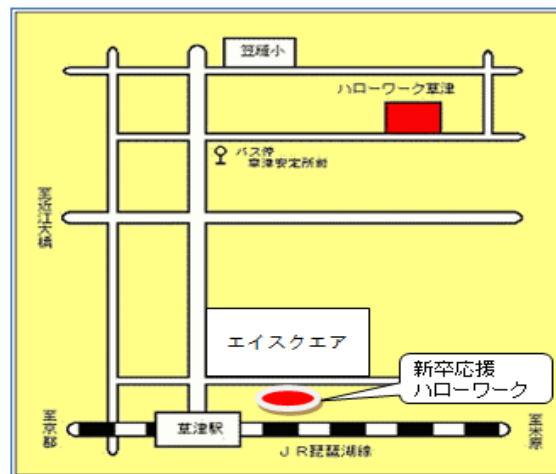 笠縫小
ハローワーク草津
バス停
草津安定所前
至近江大橋
エイスクエア
新卒応援
ハローワーク
至京都
草津駅
至米原
JR琵琶湖線